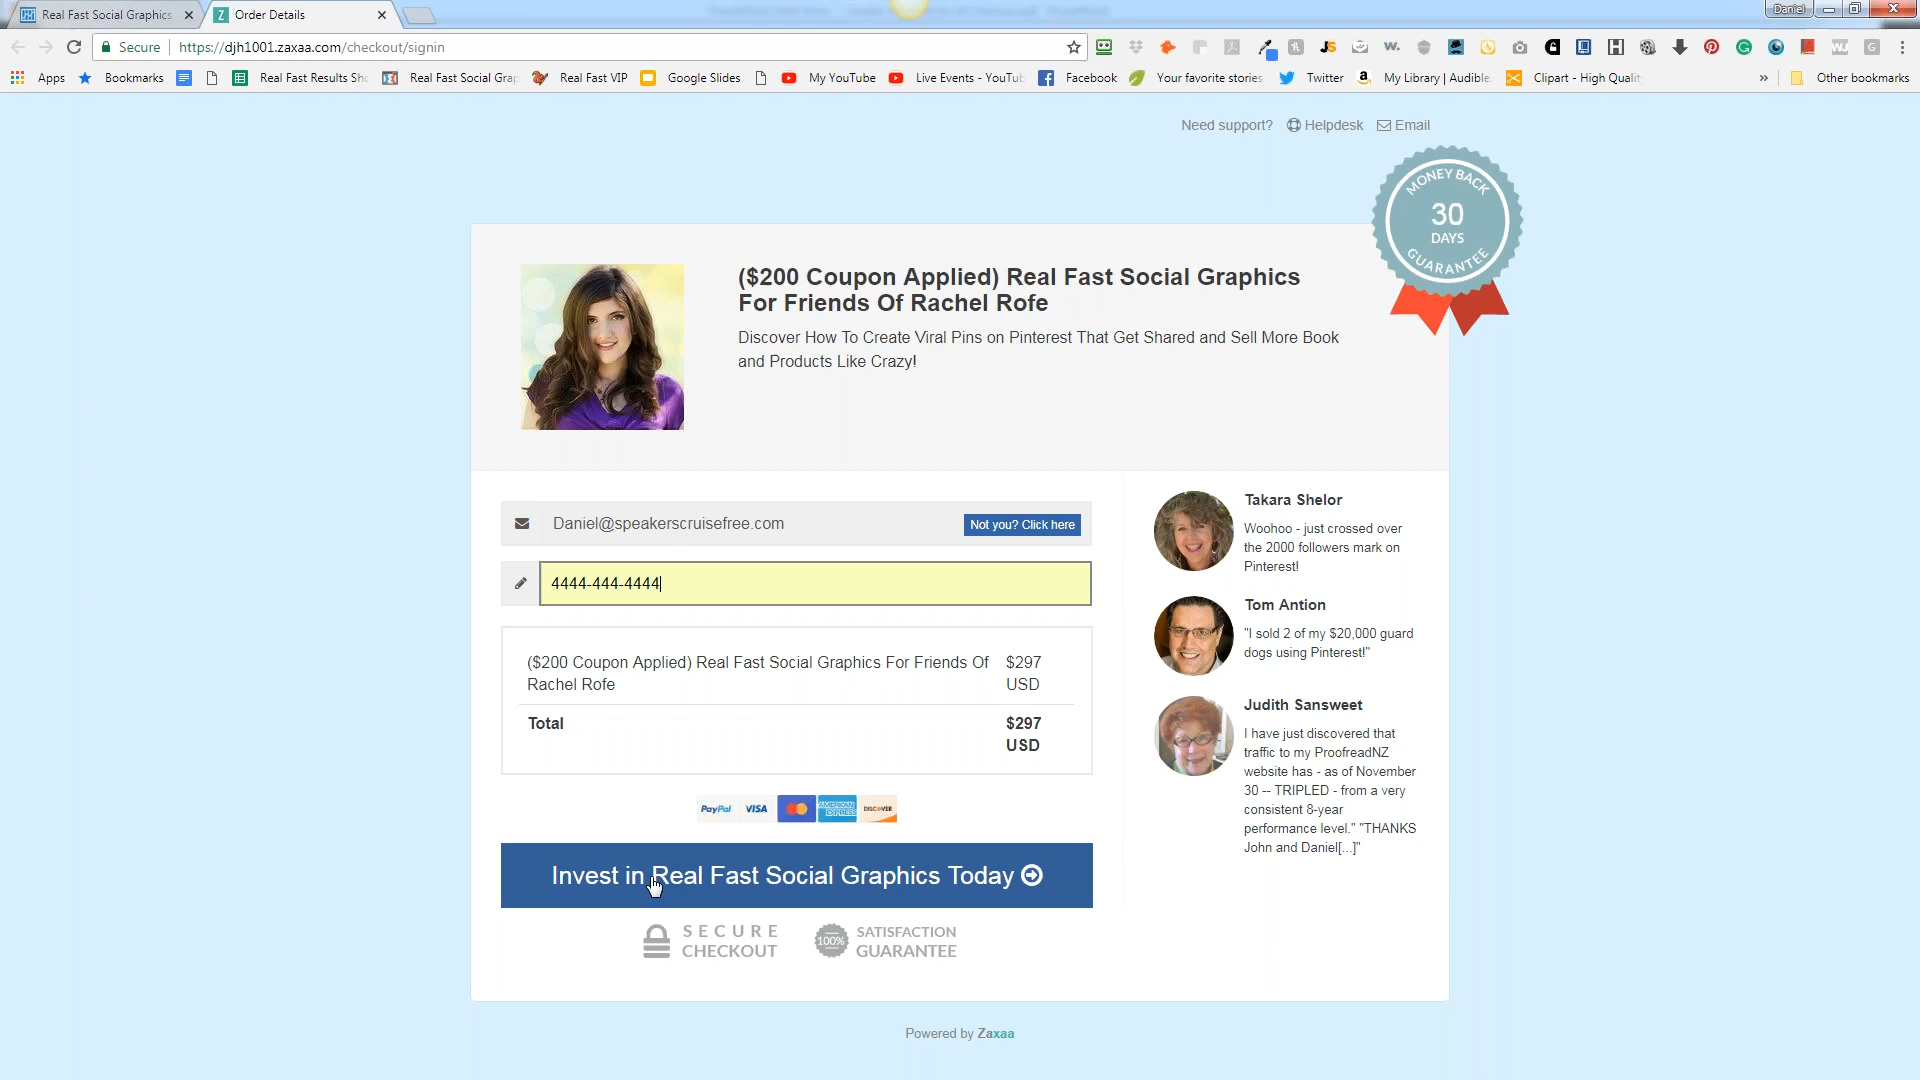 Real Fast Social Graphics
Order Details
Daniel
Secure
https://djh1001.zaxaa.com/checkout/signin
Apps
Bookmarks
Real Fast Results Sho
Real Fast Social Grap
Real Fast VIP
Google Slides
My YouTube
Live Events - YouTu
Facebook
Your favorite stories
Twitter
My Library | Audible
Clipart - High Qualit
»
Other bookmarks
Need support?
Helpdesk
Email
MONEY BACK
30
DAYS
GUARANTEE
($200 Coupon Applied) Real Fast Social Graphics
For Friends Of Rachel Rofe
Discover How To Create Viral Pins on Pinterest That Get Shared and Sell More Book
and Products Like Crazy!
Daniel@speakerscruisefree.com
Not you? Click here
4444-444-4444
($200 Coupon Applied) Real Fast Social Graphics For Friends Of
Rachel Rofe
$297
USD
Total
$297
USD
PayPal
VISA
AMERICAN
EXPRESS
DISCOVER
Invest in Real Fast Social Graphics Today
SECURE
CHECKOUT
100%
SATISFACTION
GUARANTEE
Takara Shelor
Woohoo - just crossed over
the 2000 followers mark on
Pinterest!
Tom Antion
"I sold 2 of my $20,000 guard
dogs using Pinterest!"
Judith Sansweet
I have just discovered that
traffic to my ProofreadNZ
website has - as of November
30 -- TRIPLED - from a very
consistent 8-year
performance level." "THANKS
John and Daniel[...]"
Powered by Zaxaa